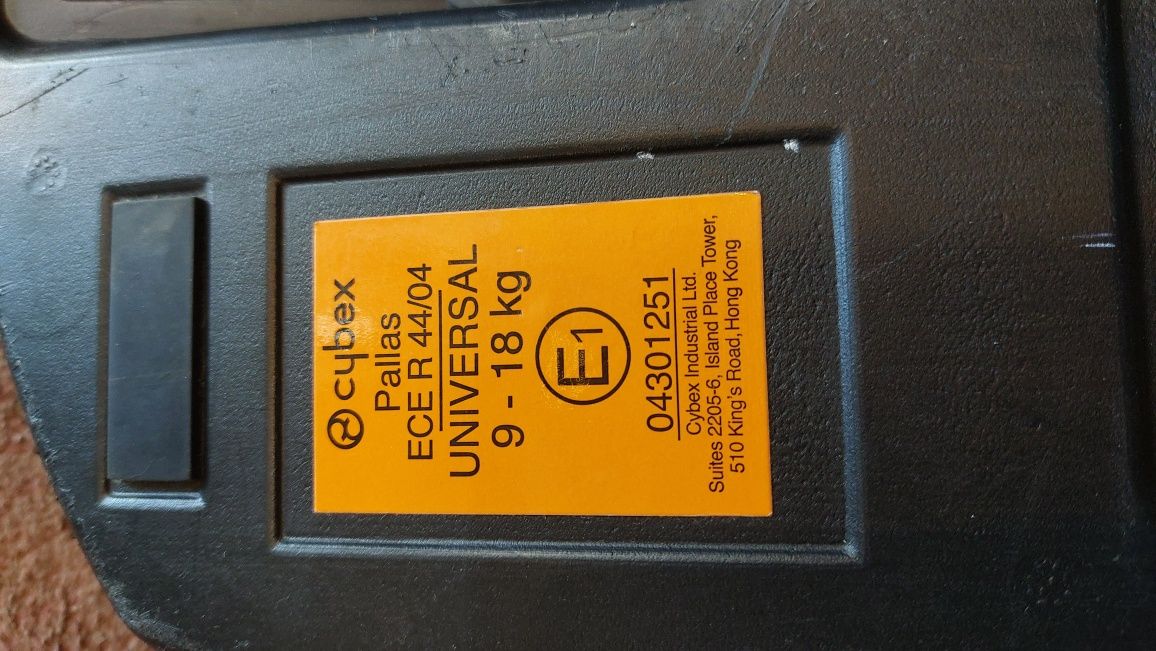 cybex
Pallas
ECE R 44/04
UNIVERSAL
9 - 18 kg
E1
04301251
Cybex Industrial Ltd.
Suites 2205-6, Island Place Tower,
510 King's Road, Hong Kong